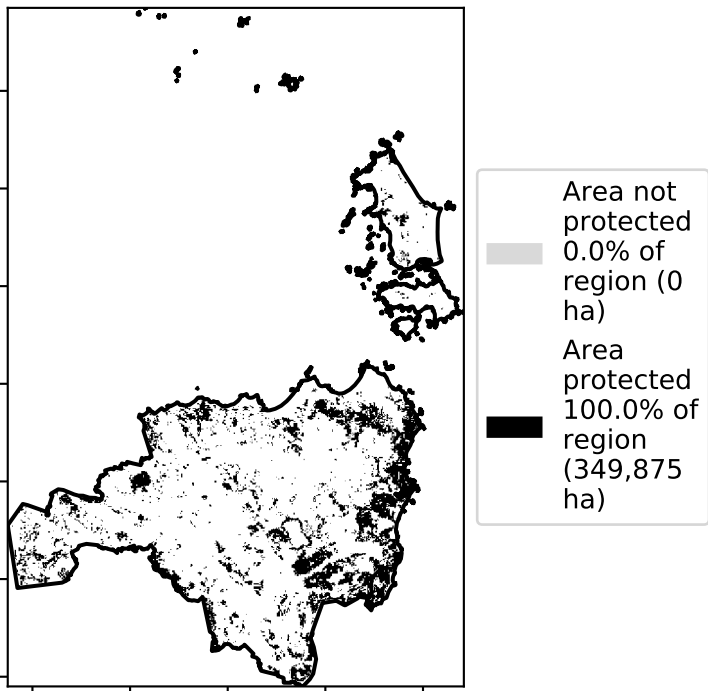 Area not
protected
0.0% of
region (0
ha)
Area
protected
100.0% of
region
(349,875
ha)